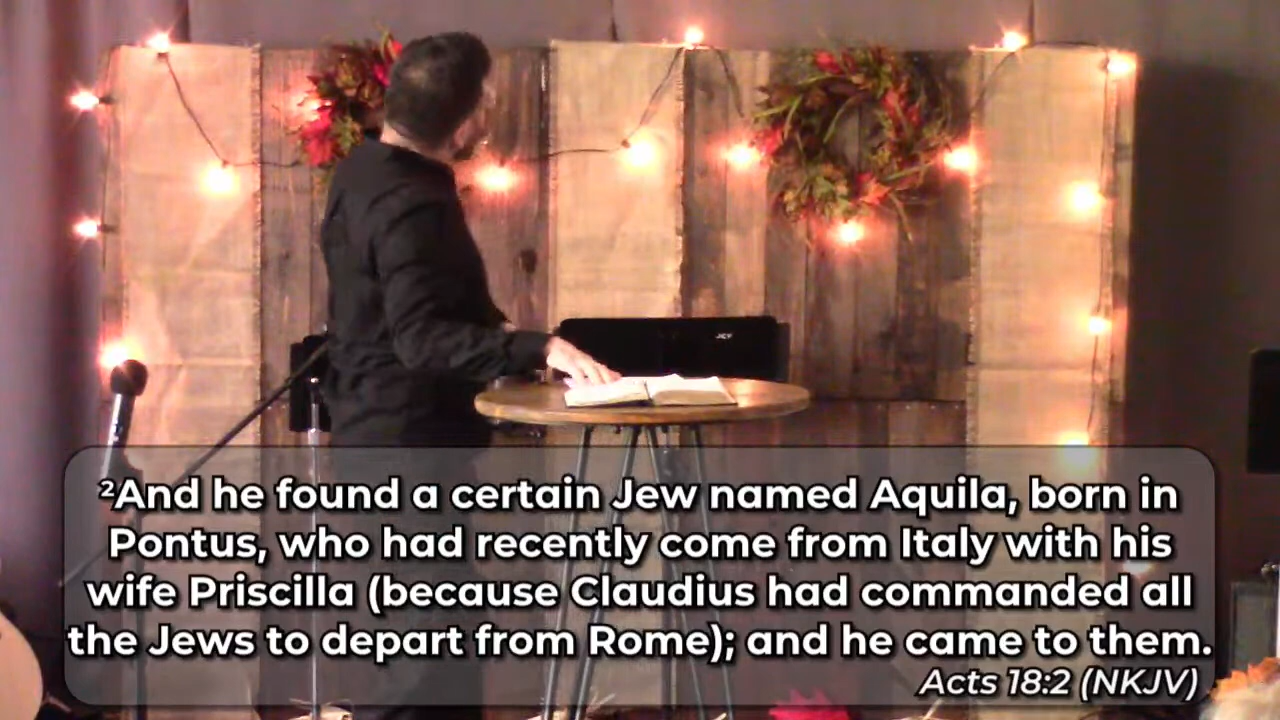 ²And he found a certain Jew named Aquila, born in
Pontus, who had recently come from Italy with his
wife Priscilla (because Claudius had commanded all
the Jews to depart from Rome); and he came to them.
Acts 18:2 (NKJV)